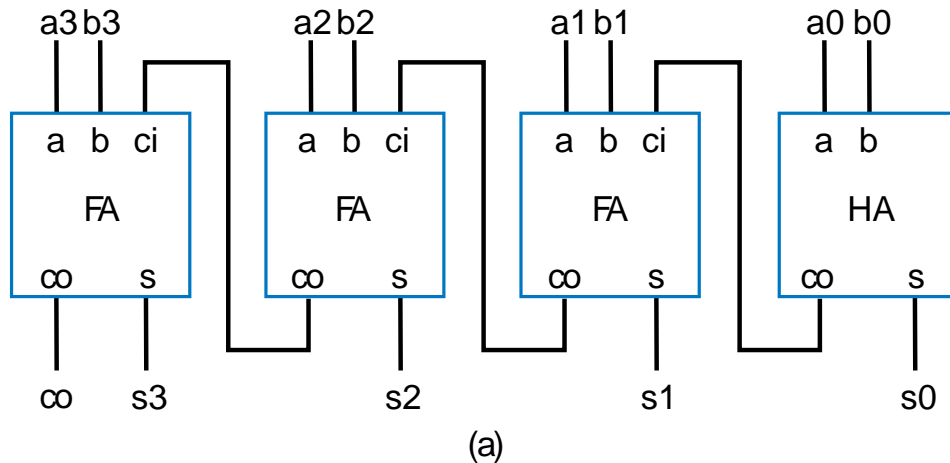 a3 b3 a2 b2 a1 b1 a0 b0
a b ci a b ci a b ci a b
FA FA FA HA
co s co s co s co s
co s3 s2 s1 s0
(a)